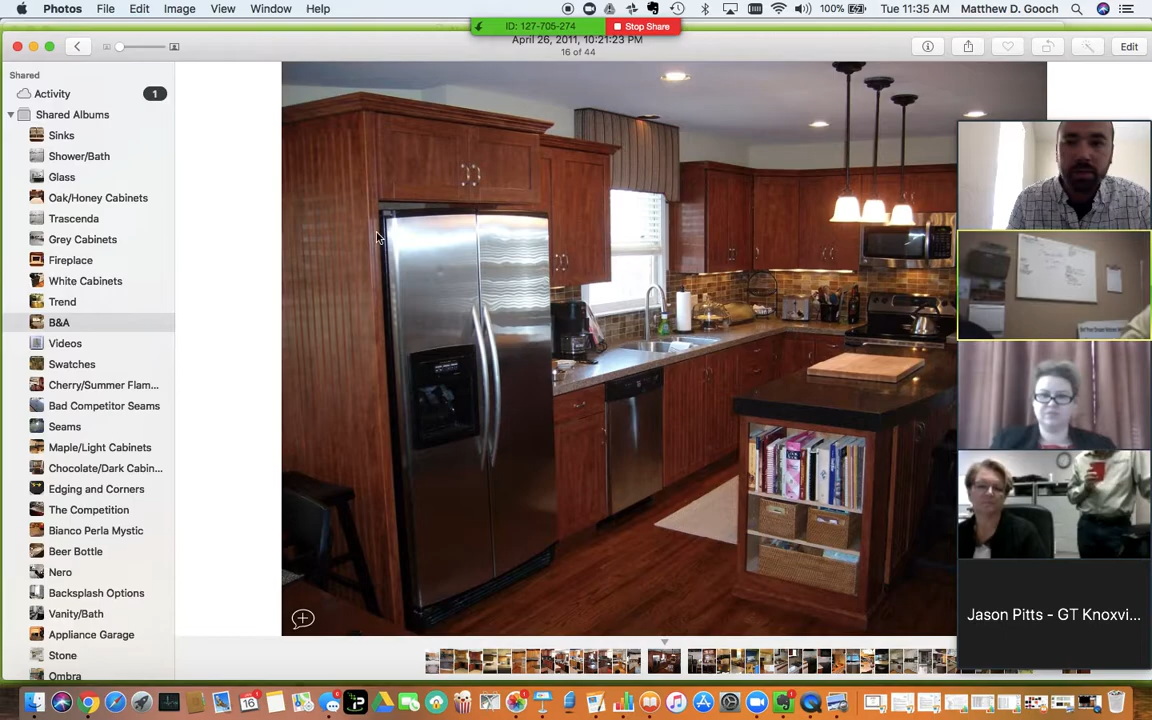 Photos File Edit Image View Window Help
100% Tue 11:35 AM Matthew D. Gooch
ID: 127-705-274 Stop Share
April 26, 2011, 10:21:23 PM
16 of 44
Edit
Shared
Activity 1
Shared Albums
Sinks
Shower/Bath
Glass
Oak/Honey Cabinets
Trascenda
Grey Cabinets
Fireplace
White Cabinets
Trend
B&A
Videos
Swatches
Cherry/Summer Flam...
Bad Competitor Seams
Seams
Maple/Light Cabinets
Chocolate/Dark Cabin...
Edging and Corners
The Competition
Bianco Perla Mystic
Beer Bottle
Nero
Backsplash Options
Vanity/Bath
Appliance Garage
Stone
Ombra
Jason Pitts - GT Knoxvi...